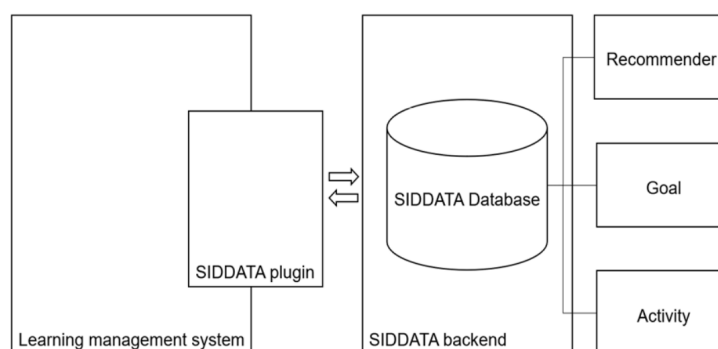 Recommender
SIDDATA Database
Goal
SIDDATA plugin
Activity
Learning management system
SIDDATA backend